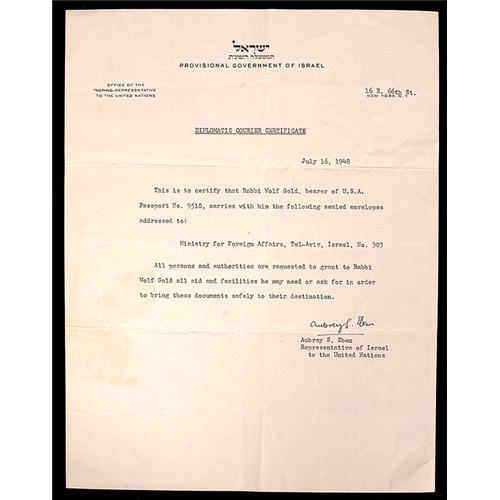 ישראל
הממשלה הזמנית
PROVISIONAL GOVERNMENT OF ISRAEL
OFFICE OF THE
REPRESENTATIVE
TO THE UNITED NATIONS
16 E. 66th St.
NEW YORK, N.Y.
DIPLOMATIC COURIER CERTIFICATE
July 16, 1948
This is to certify that Rabbi Wolf Gold, bearer of U.S.A.
Passport No. 9510, carries with him the following sealed envelopes
addressed to:
Ministry for Foreign Affairs, Tel-Aviv, Israel, No. 303
All persons and authorities are requested to grant to Rabbi
Wolf Gold all aid and facilities he may need or ask for in order
to bring these documents safely to their destination.
Aubrey S. Eban
Aubrey S. Eban
Representative of Israel
to the United Nations